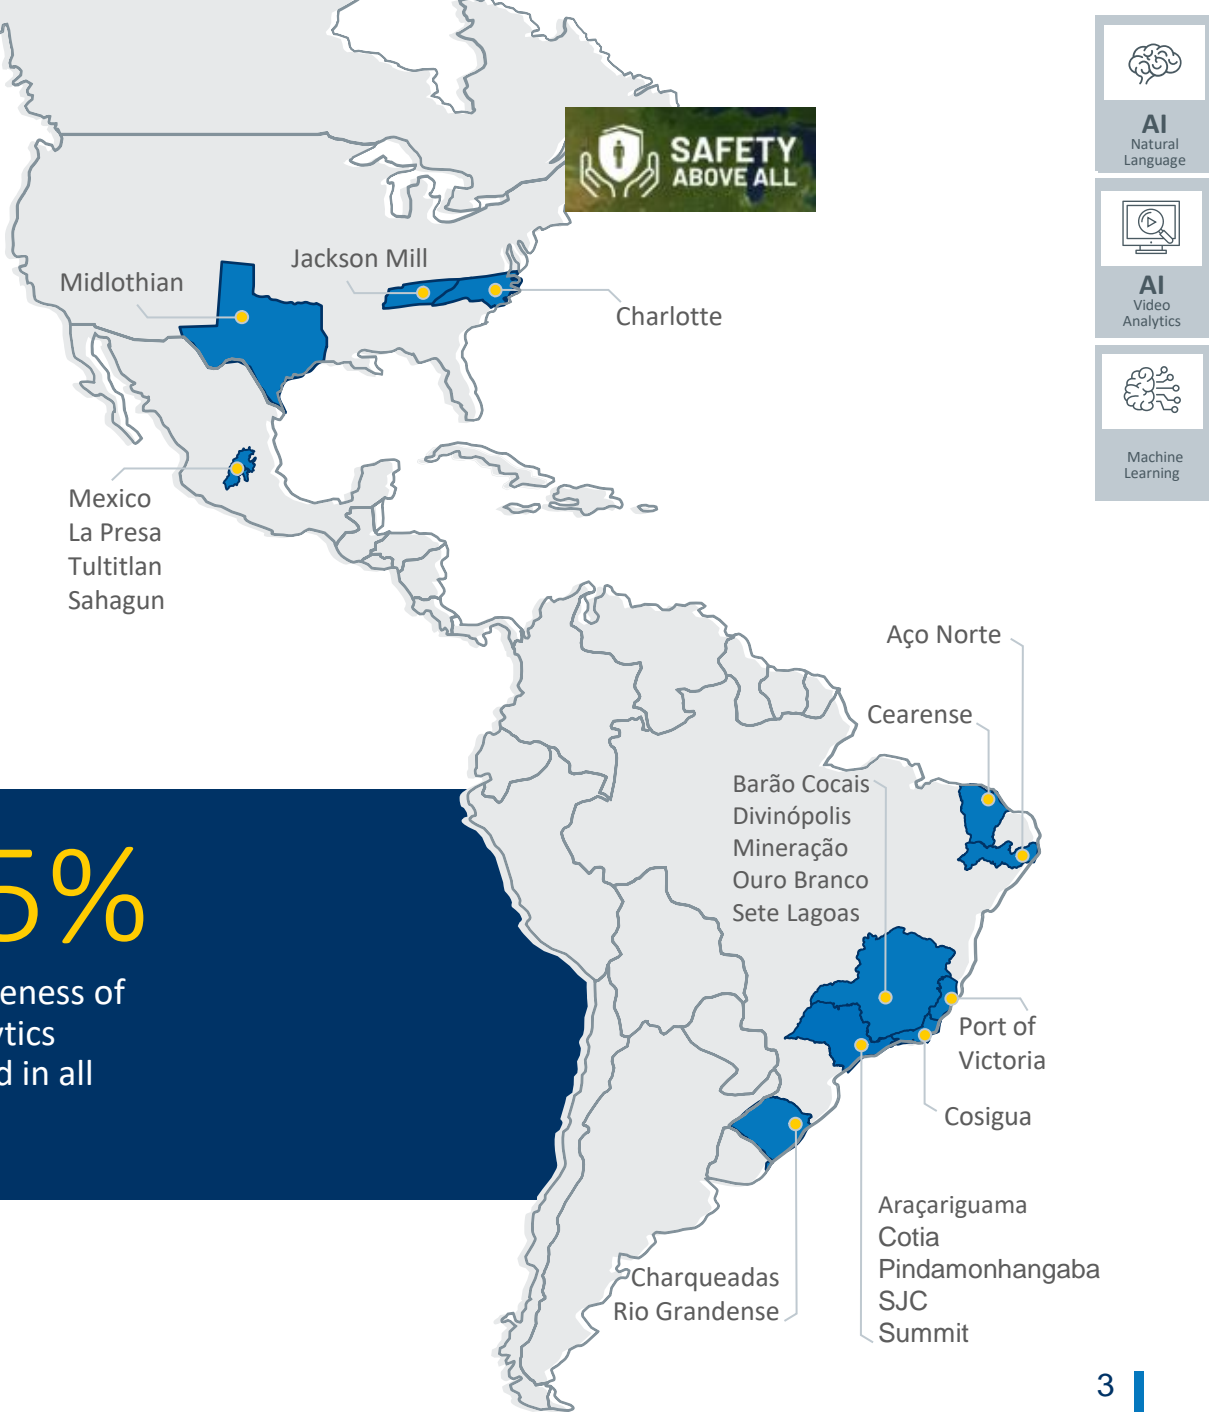 SAFETY
ABOVE ALL
AI
Natural
Language
AI
Video
Analytics
Machine
Learning
Jackson Mill
Midlothian
Charlotte
Mexico
La Presa
Tultitlan
Sahagun
Aço Norte
Cearense
Barão Cocais
Divinópolis
Mineração
Ouro Branco
Sete Lagoas
5%
eness of
ytics
d in all
Port of
Victoria
Cosigua
Araçariguama
Cotia
Pindamonhangaba
SJC
Summit
Charqueadas
Rio Grandense
3